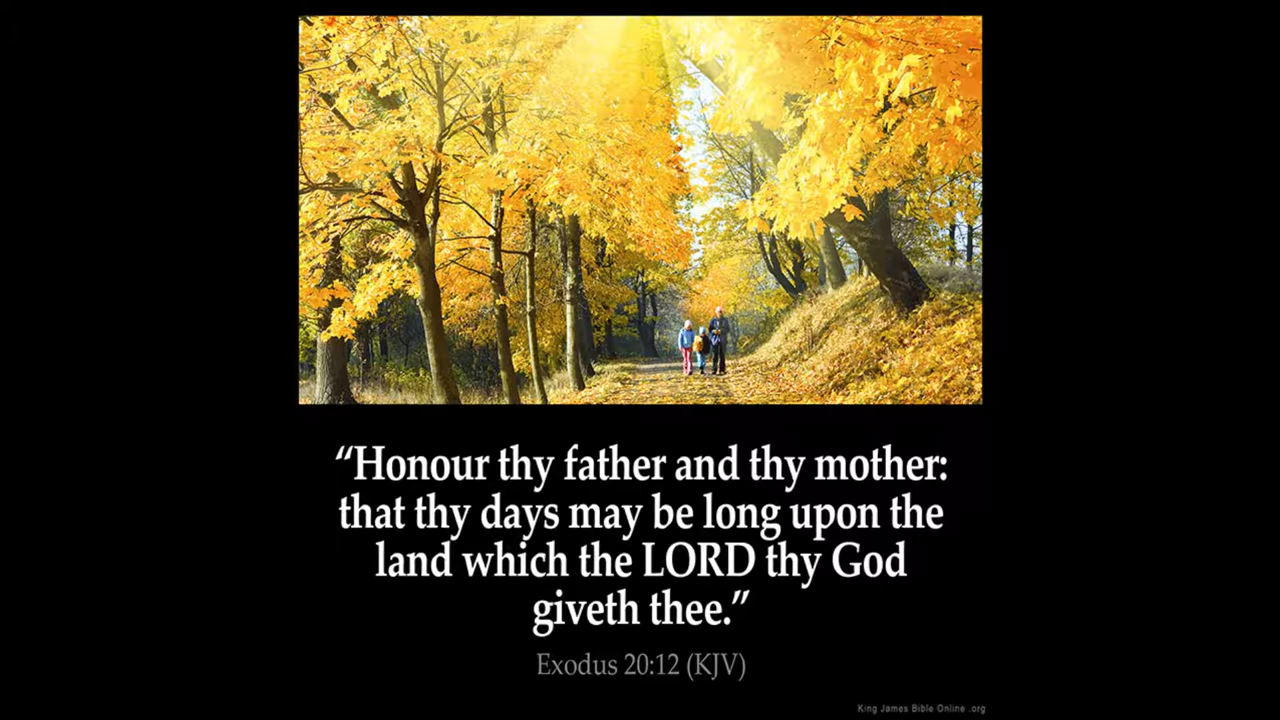 “Honour thy father and thy mother:
that thy days may be long upon the
land which the LORD thy God
giveth thee.”
Exodus 20:12 (KJV)
King James Bible Online .org